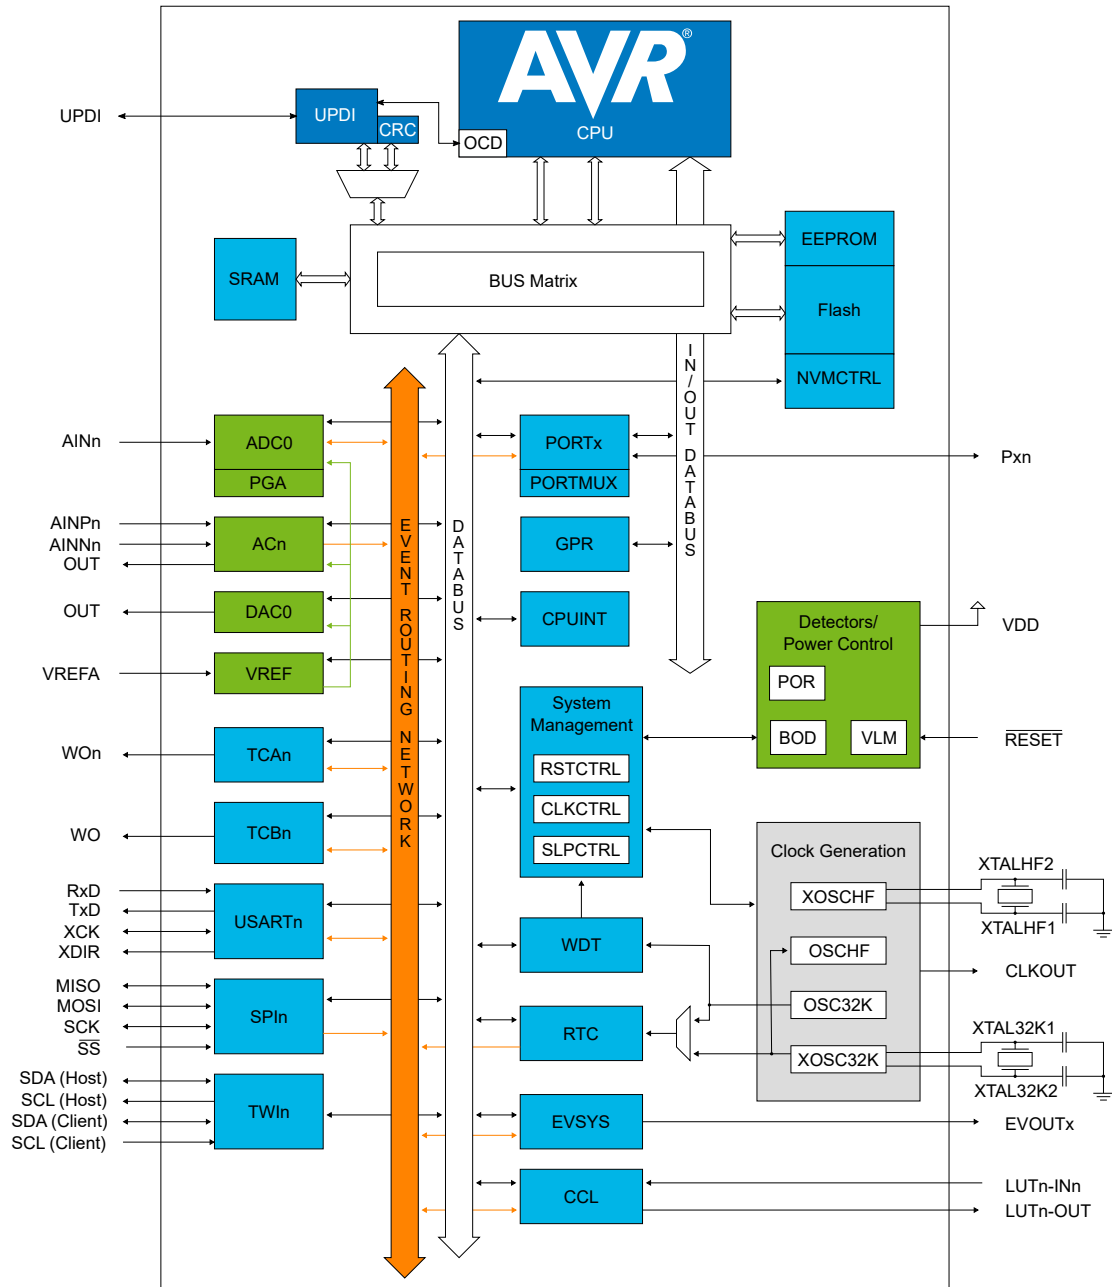 AVR®
CPU
OCD
UPDI
UPDI
CRC
BUS Matrix
SRAM
EEPROM
Flash
NVMCTRL
IN/OUT DATABUS
DATABUS
EVENT ROUTING NETWORK
AINn
ADC0
PGA
AINPn
AINNn
OUT
ACn
OUT
DAC0
VREFA
VREF
WOn
TCAn
WO
TCBn
RxD
TxD
XCK
XDIR
USARTn
MISO
MOSI
SCK
SS
SPIn
SDA (Host)
SCL (Host)
SDA (Client)
SCL (Client)
TWIn
PORTx
PORTMUX
Pxn
GPR
CPUINT
System
Management
RSTCTRL
CLKCTRL
SLPCTRL
WDT
RTC
EVSYS
CCL
Detectors/
Power Control
POR
BOD
VLM
VDD
RESET
Clock Generation
XOSCHF
OSCHF
OSC32K
XOSC32K
XTALHF2
XTALHF1
CLKOUT
XTAL32K1
XTAL32K2
EVOUTx
LUTn-INn
LUTn-OUT